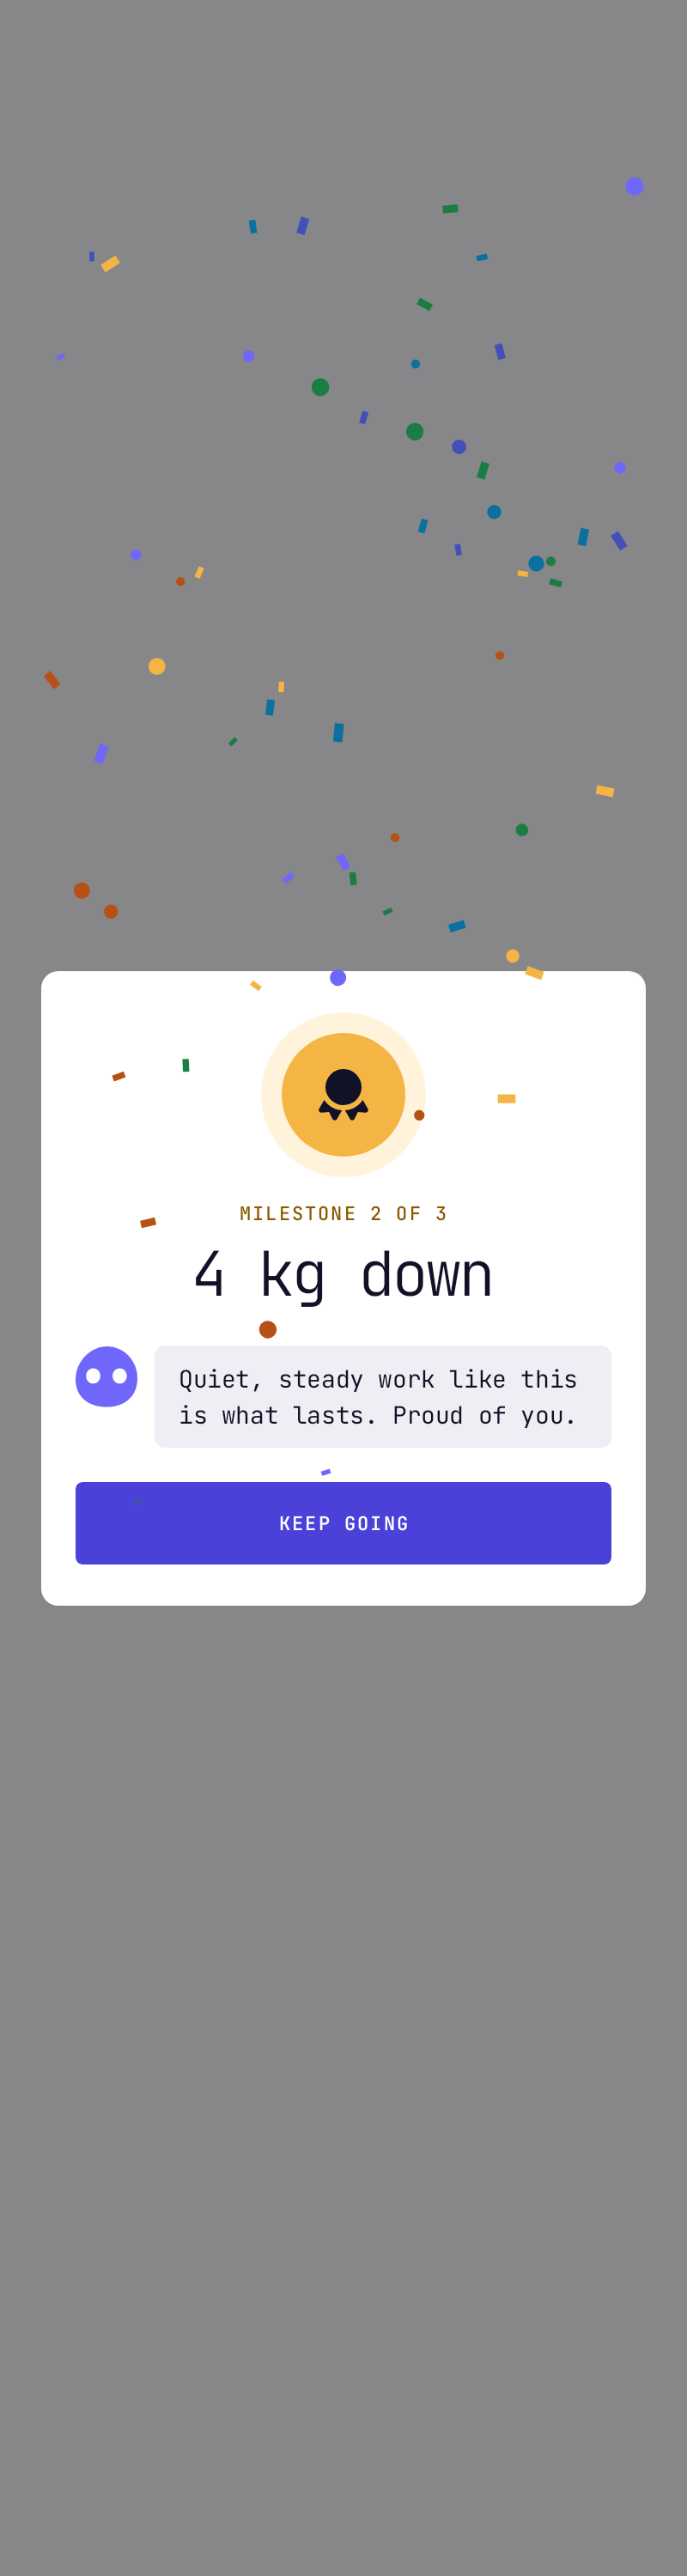 MILESTONE 2 OF 3
4 kg down
Quiet, steady work like this
is what lasts. Proud of you.
KEEP GOING